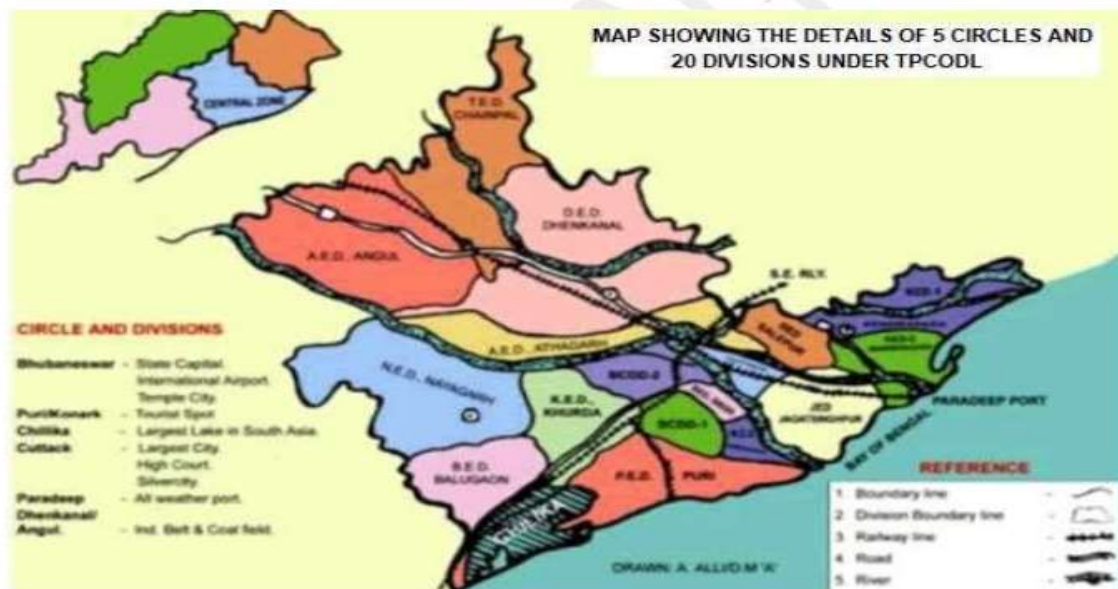 MAP SHOWING THE DETAILS OF 5 CIRCLES AND
20 DIVISIONS UNDER TPCODL
CENTRAL ZONE
T.E.D.
CHAINPAL
D.E.D.
DHENKANAL
A.E.D., ANGUL
S.E. RLY.
A.E.D. ATHAGARH
SALEPUR
N.E.D., NAYAGARH
BCDD-2
K.E.D.,
KHURDA
BCDD-1
JED
JAGATSINGHPUR
PARADEEP PORT
BAY OF BENGAL
B.E.D.
BALUGAON
P.E.D. PURI
CHILIKA
DRAWN: A. ALLI/D.M 'A'
CIRCLE AND DIVISIONS
Bhubaneswar - State Capital.
International Airport
Temple City.
Puri/Konark - Tourist Spot
Chillika - Largest Lake in South Asia.
Cuttack - Largest City.
High Court.
Silvercity.
Paradeep - All weather port.
Dhenkanal/
Angul. - Ind. Belt & Coal field.
REFERENCE
1 Boundary line -
2 Division Boundary line -
3 Railway line -
4 Road -
5 River -